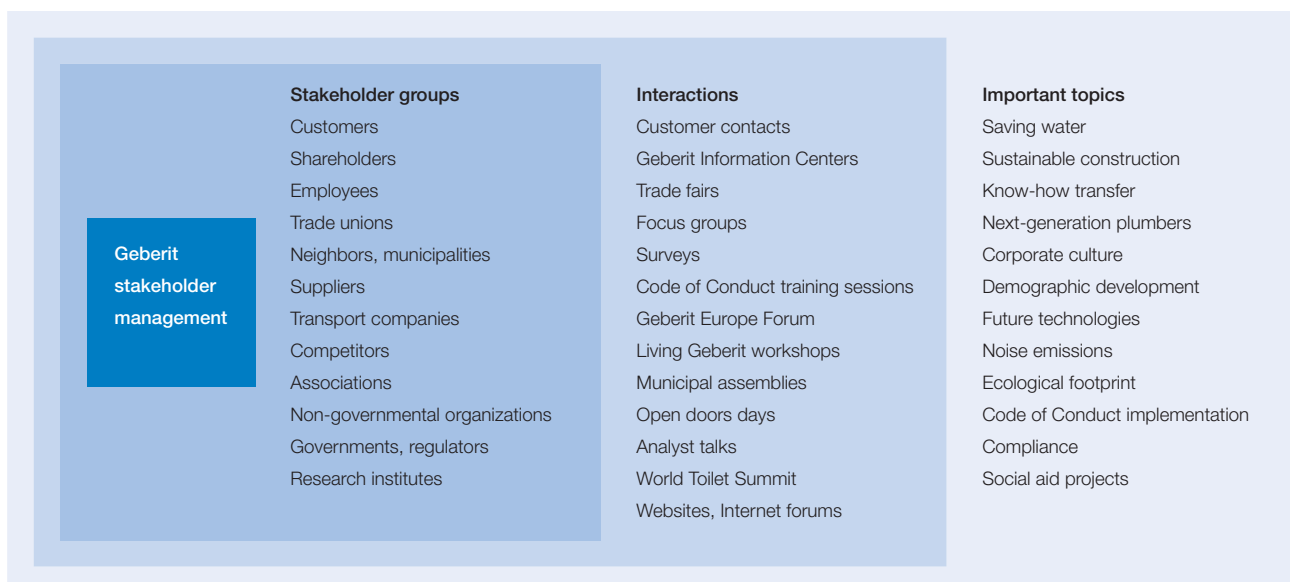 Geberit
stakeholder
management
Stakeholder groups
Customers
Shareholders
Employees
Trade unions
Neighbors, municipalities
Suppliers
Transport companies
Competitors
Associations
Non-governmental organizations
Governments, regulators
Research institutes
Interactions
Customer contacts
Geberit Information Centers
Trade fairs
Focus groups
Surveys
Code of Conduct training sessions
Geberit Europe Forum
Living Geberit workshops
Municipal assemblies
Open doors days
Analyst talks
World Toilet Summit
Websites, Internet forums
Important topics
Saving water
Sustainable construction
Know-how transfer
Next-generation plumbers
Corporate culture
Demographic development
Future technologies
Noise emissions
Ecological footprint
Code of Conduct implementation
Compliance
Social aid projects